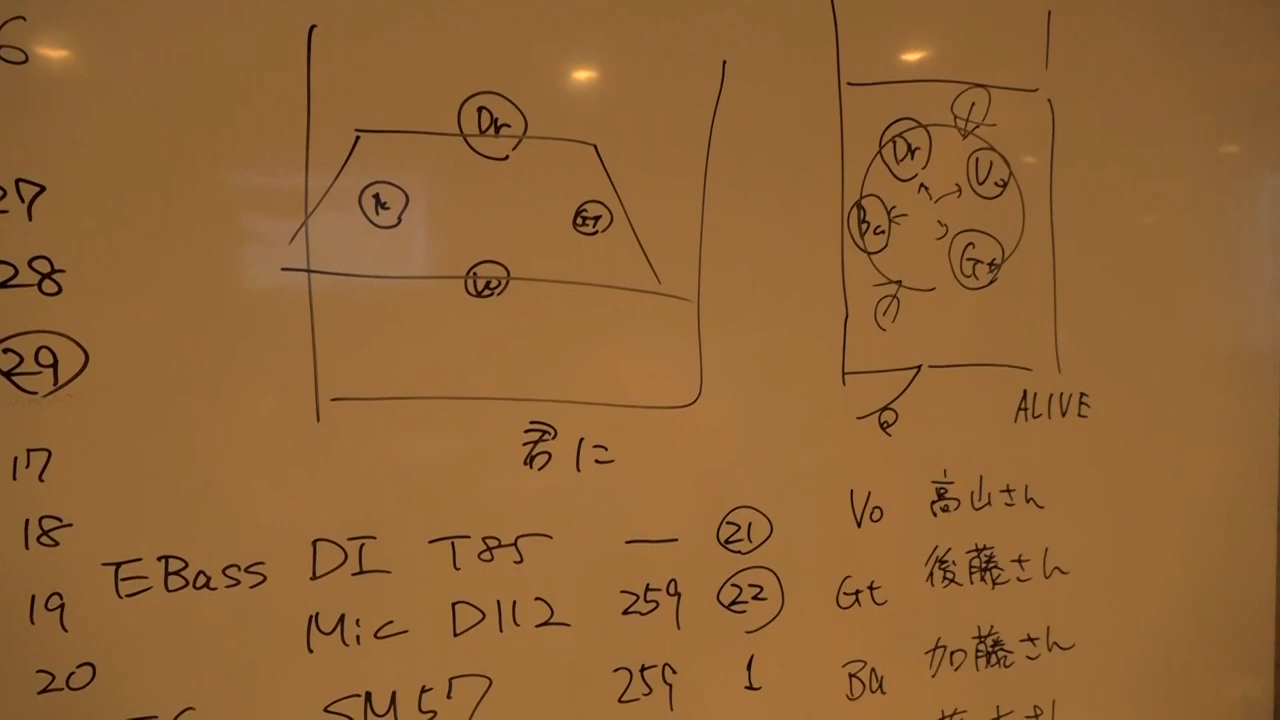 6
Dr
Dr
Vo
27
Gt
Ba
28
Vo
Gt
29
ALIVE
君に
17
Vo 高山さん
18
EBass DI T85 — 21
Gt 後藤さん
19
Mic D112 259 22
Ba 加藤さん
20
SM57 259 1